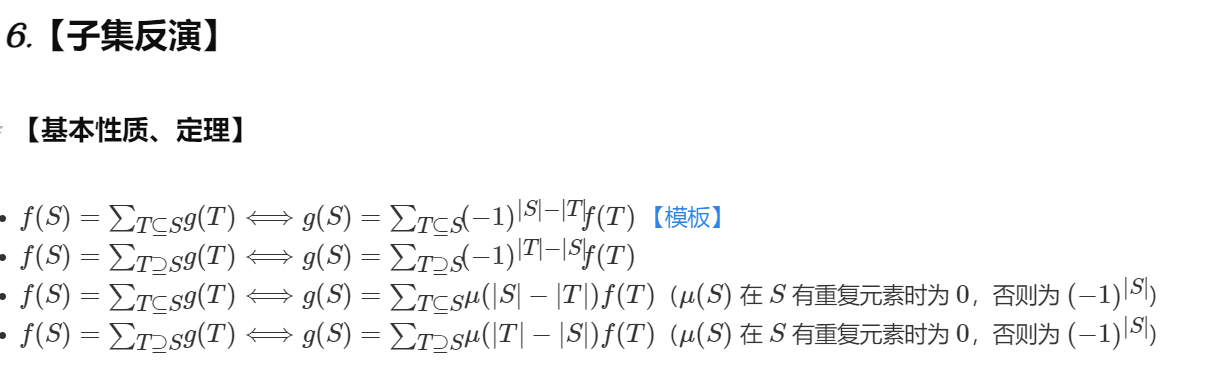 6.【子集反演】
【基本性质、定理】
• f(S) = ∑_{T⊆S} g(T) ⟺ g(S) = ∑_{T⊆S} (−1)^{|S|−|T|} f(T) 【模板】
• f(S) = ∑_{T⊇S} g(T) ⟺ g(S) = ∑_{T⊇S} (−1)^{|T|−|S|} f(T)
• f(S) = ∑_{T⊆S} g(T) ⟺ g(S) = ∑_{T⊆S} μ(|S| − |T|)f(T)（μ(S) 在 S 有重复元素时为 0，否则为 (−1)^{|S|}）
• f(S) = ∑_{T⊇S} g(T) ⟺ g(S) = ∑_{T⊇S} μ(|T| − |S|)f(T)（μ(S) 在 S 有重复元素时为 0，否则为 (−1)^{|S|}）